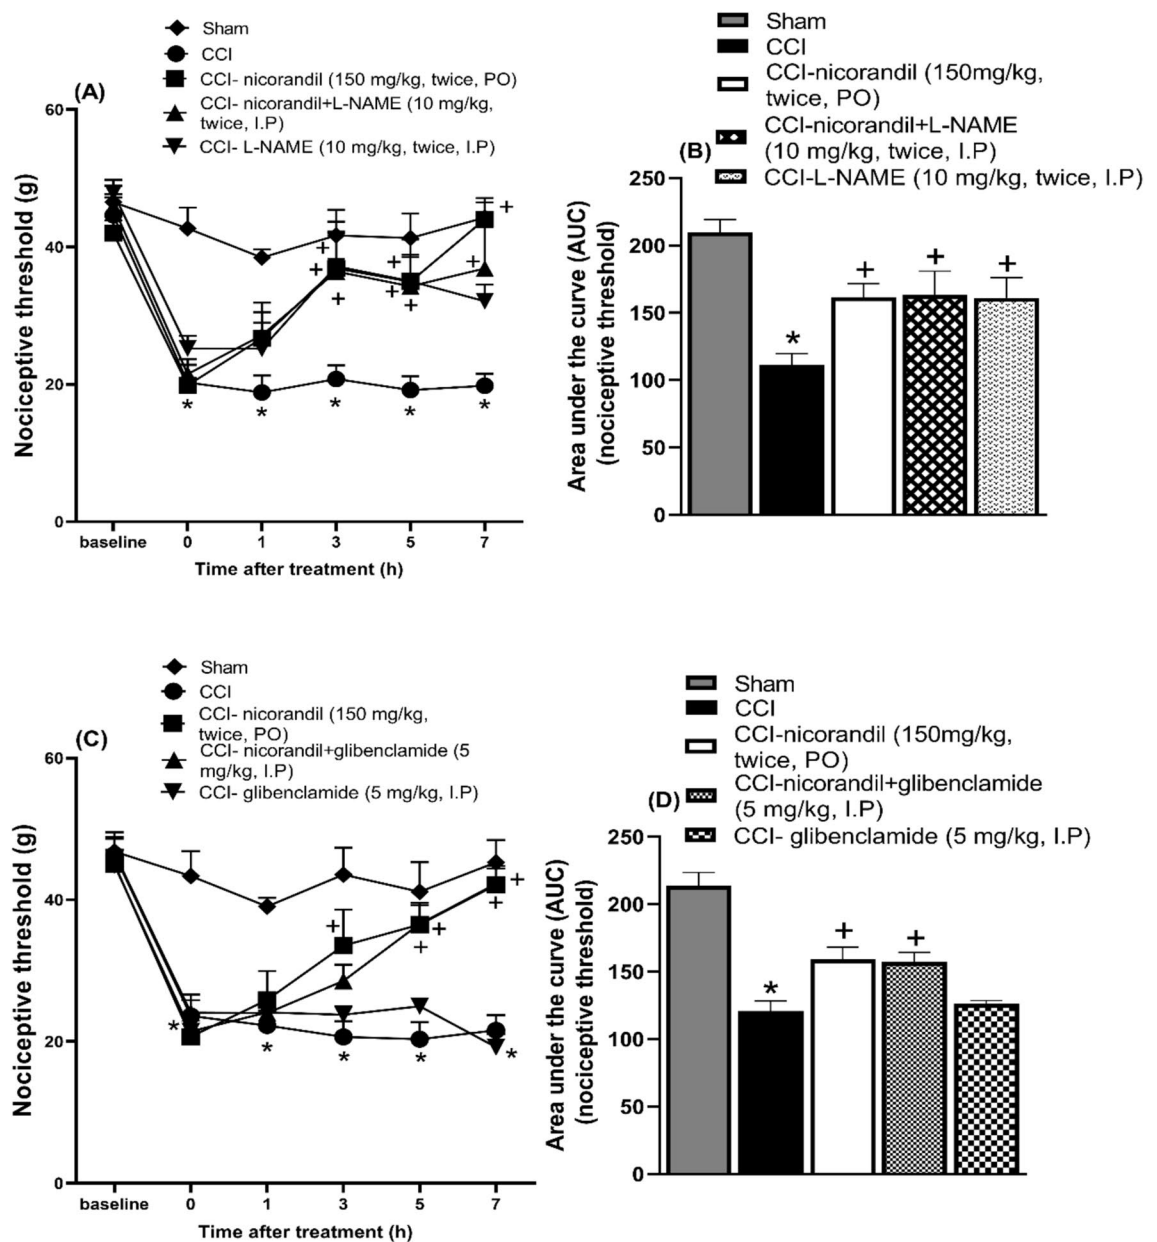 Sham
CCI
CCI- nicorandil (150 mg/kg, twice, PO)
CCI- nicorandil+L-NAME (10 mg/kg,
twice, I.P)
CCI- L-NAME (10 mg/kg, twice, I.P)
(A)
60
40
20
0
Nociceptive threshold (g)
+
+
+
+
+
+
+
+
*
*
*
*
*
baseline
0
1
3
5
7
Time after treatment (h)
Sham
CCI
CCI-nicorandil (150mg/kg,
twice, PO)
CCI-nicorandil+L-NAME
(10 mg/kg, twice, I.P)
CCI-L-NAME (10 mg/kg, twice, I.P)
(B)
250
200
150
100
50
0
Area under the curve (AUC)
(nociceptive threshold)
*
+
+
+
Sham
CCI
CCI- nicorandil (150 mg/kg,
twice, PO)
CCI- nicorandil+glibenclamide (5
mg/kg, I.P)
CCI- glibenclamide (5 mg/kg, I.P)
(C)
60
40
20
0
Nociceptive threshold (g)
+
+
+
+
+
*
*
*
*
*
baseline
0
1
3
5
7
Time after treatment (h)
Sham
CCI
CCI-nicorandil (150mg/kg,
twice, PO)
CCI-nicorandil+glibenclamide
(5 mg/kg, I.P)
CCI- glibenclamide (5 mg/kg, I.P)
(D)
250
200
150
100
50
0
Area under the curve (AUC)
(nociceptive threshold)
*
+
+